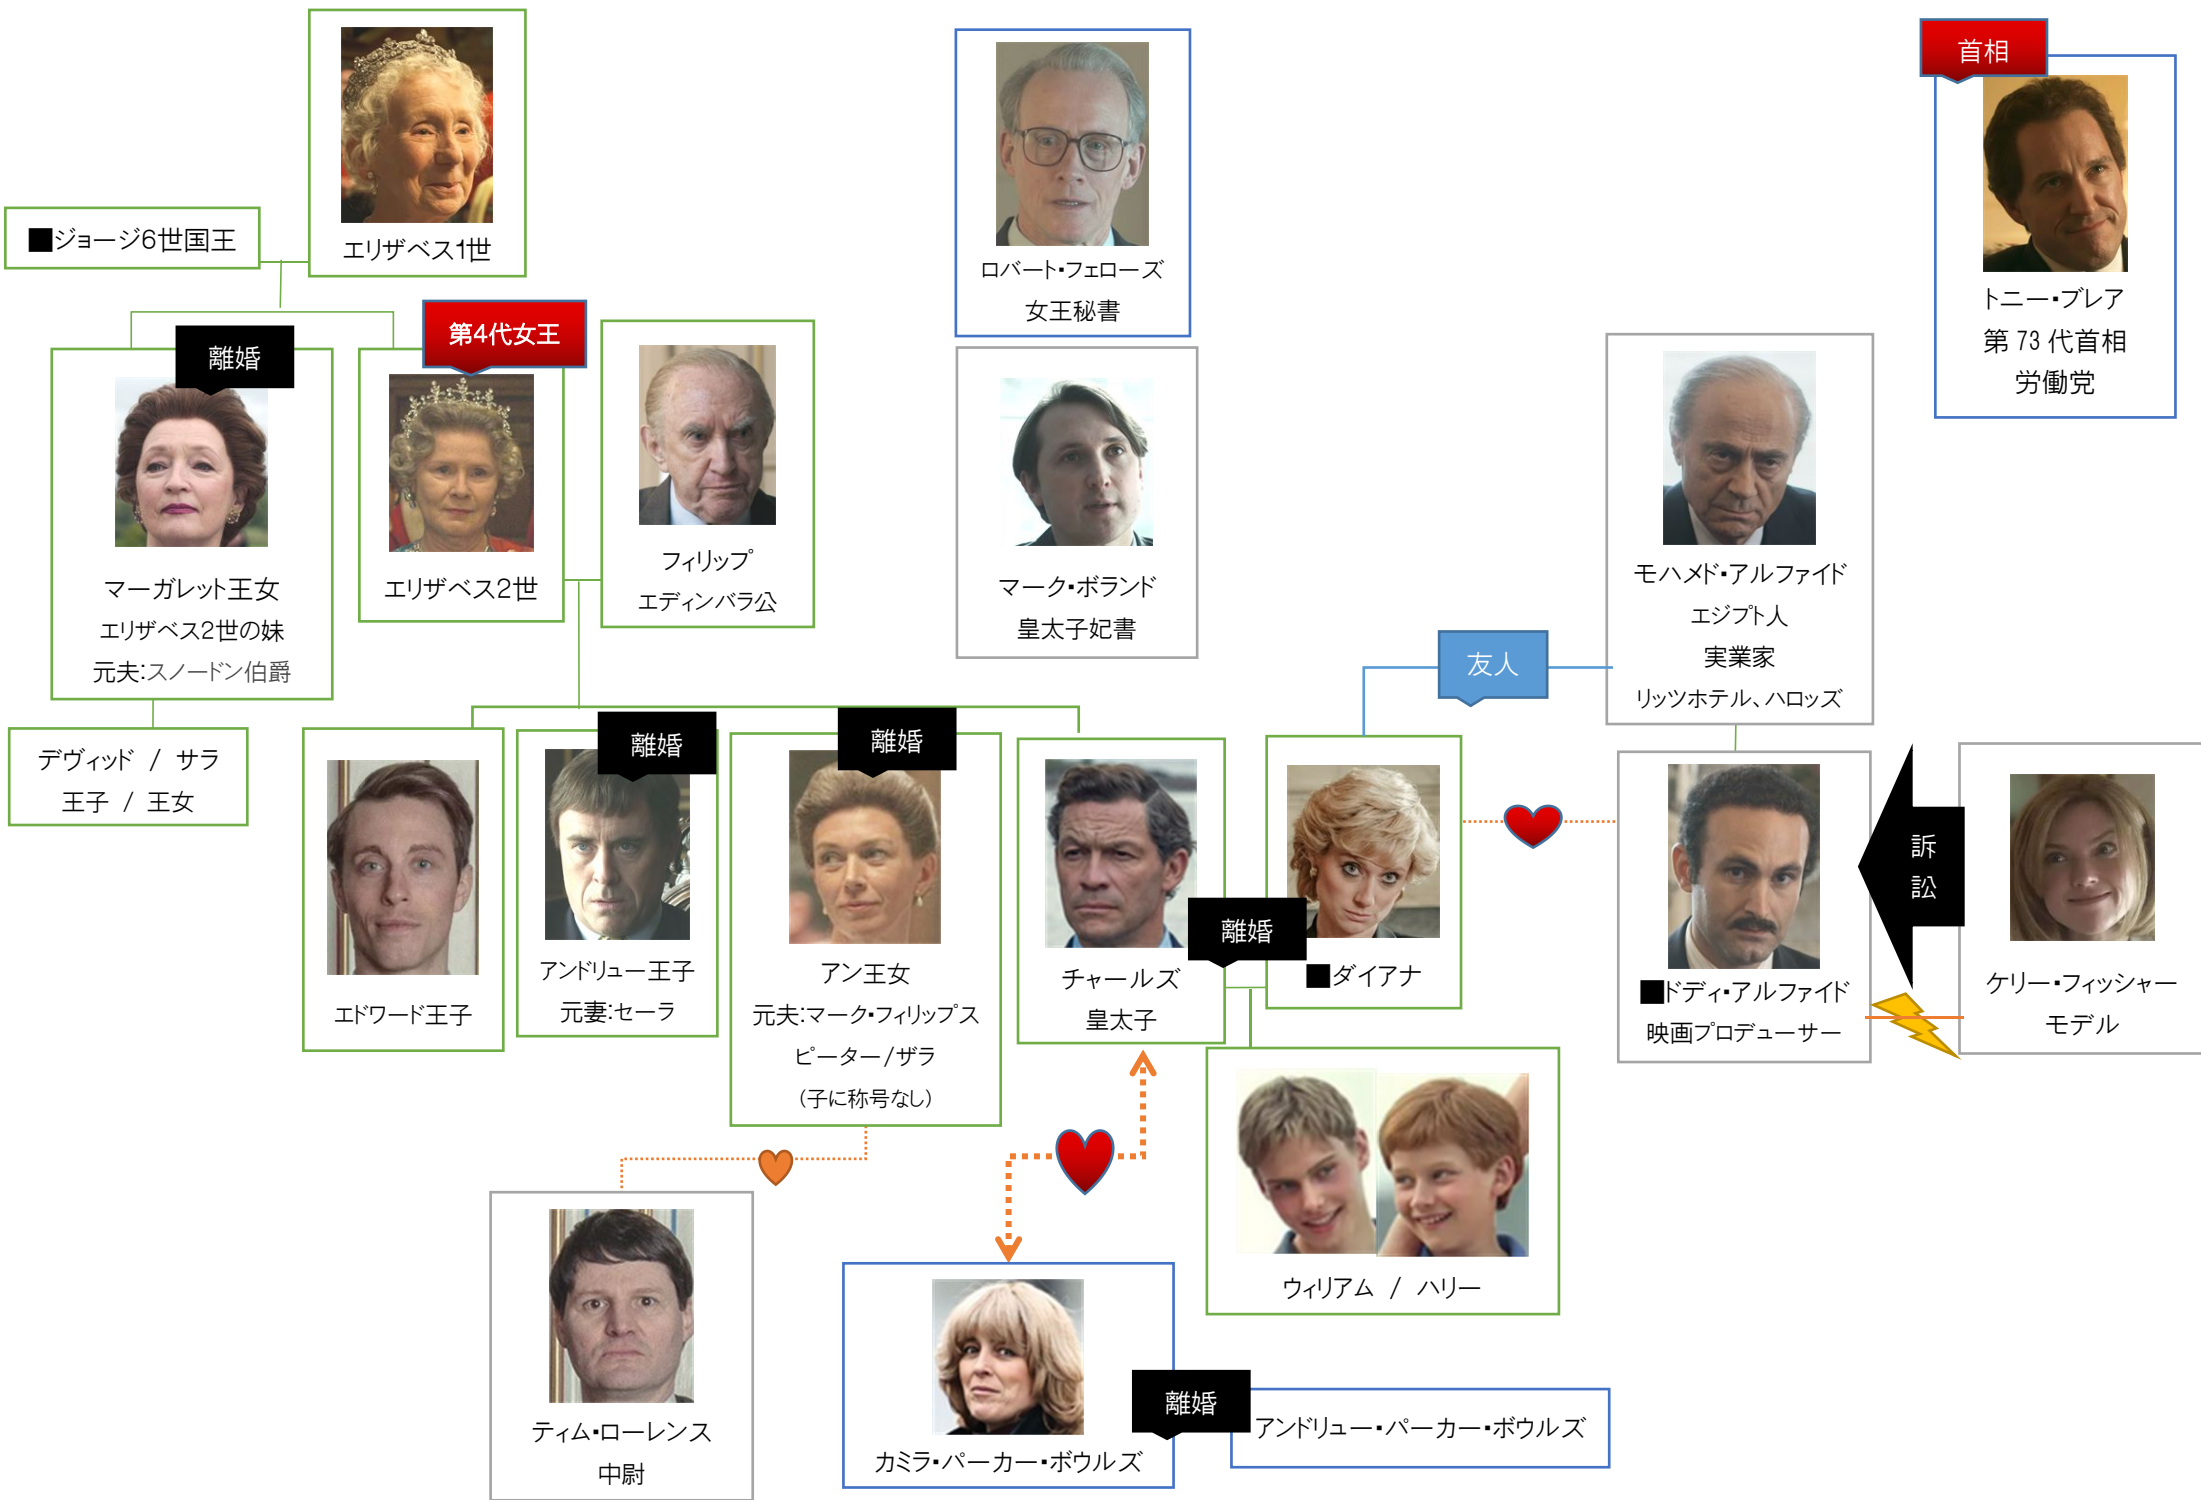 首相
■ジョージ6世国王
エリザベス1世
ロバート・フェローズ
女王秘書
トニー・ブレア
第 73 代首相
労働党
離婚
第4代女王
マーガレット王女
エリザベス2世の妹
元夫:スノードン伯爵
エリザベス2世
フィリップ
エディンバラ公
マーク・ボランド
皇太子妃書
モハメド・アルファイド
エジプト人
実業家
リッツホテル、ハロッズ
友人
デヴィッド / サラ
王子 / 王女
エドワード王子
離婚
アンドリュー王子
元妻:セーラ
離婚
アン王女
元夫:マーク・フィリップス
ピーター/ザラ
(子に称号なし)
チャールズ
皇太子
離婚
■ダイアナ
■ドディ・アルファイド
映画プロデューサー
訴
訟
ケリー・フィッシャー
モデル
ウィリアム / ハリー
ティム・ローレンス
中尉
カミラ・パーカー・ボウルズ
離婚
アンドリュー・パーカー・ボウルズ